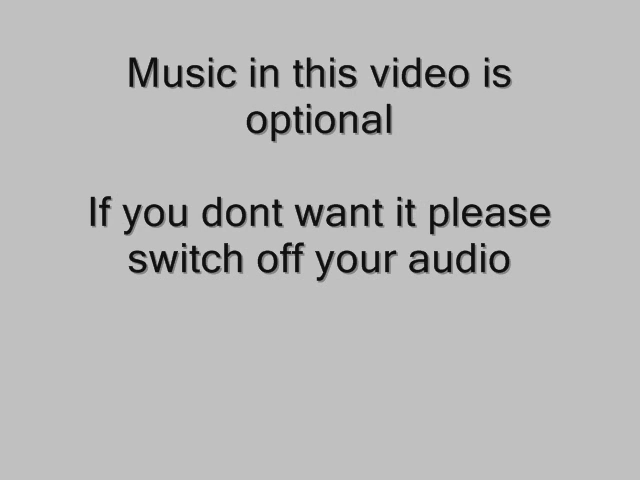 Music in this video is
optional
If you dont want it please
switch off your audio